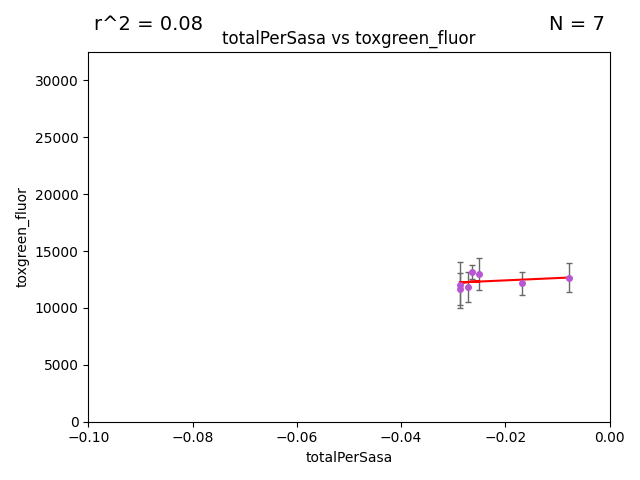 r^2 = 0.08
N = 7
totalPerSasa vs toxgreen_fluor
30000
25000
20000
15000
10000
5000
0
toxgreen_fluor
−0.10
−0.08
−0.06
−0.04
−0.02
0.00
totalPerSasa